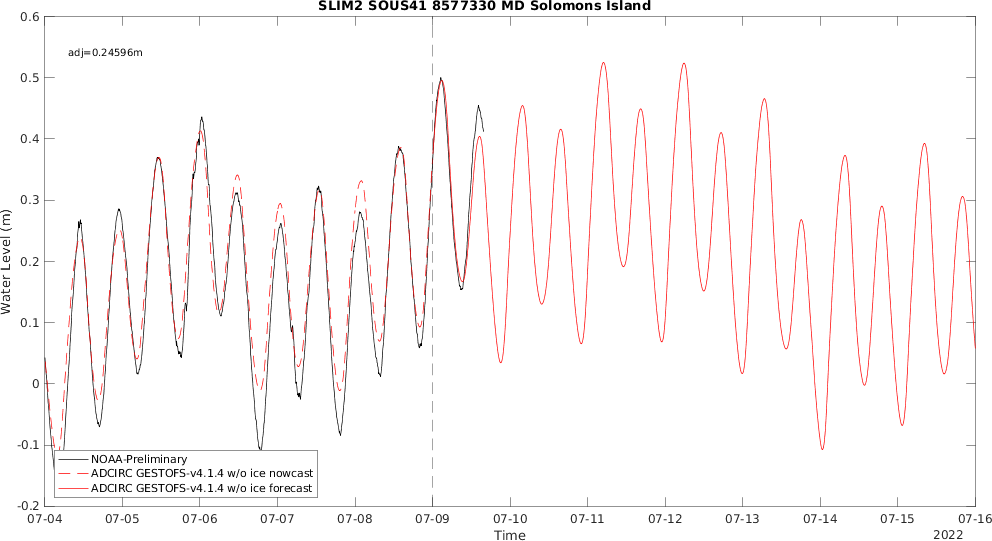 SLIM2 SOUS41 8577330 MD Solomons Island
adj=0.24596m
Water Level (m)
0.6
0.5
0.4
0.3
0.2
0.1
0
-0.1
-0.2
NOAA-Preliminary
ADCIRC GESTOFS-v4.1.4 w/o ice nowcast
ADCIRC GESTOFS-v4.1.4 w/o ice forecast
07-04 07-05 07-06 07-07 07-08 07-09 07-10 07-11 07-12 07-13 07-14 07-15 07-16
Time
2022